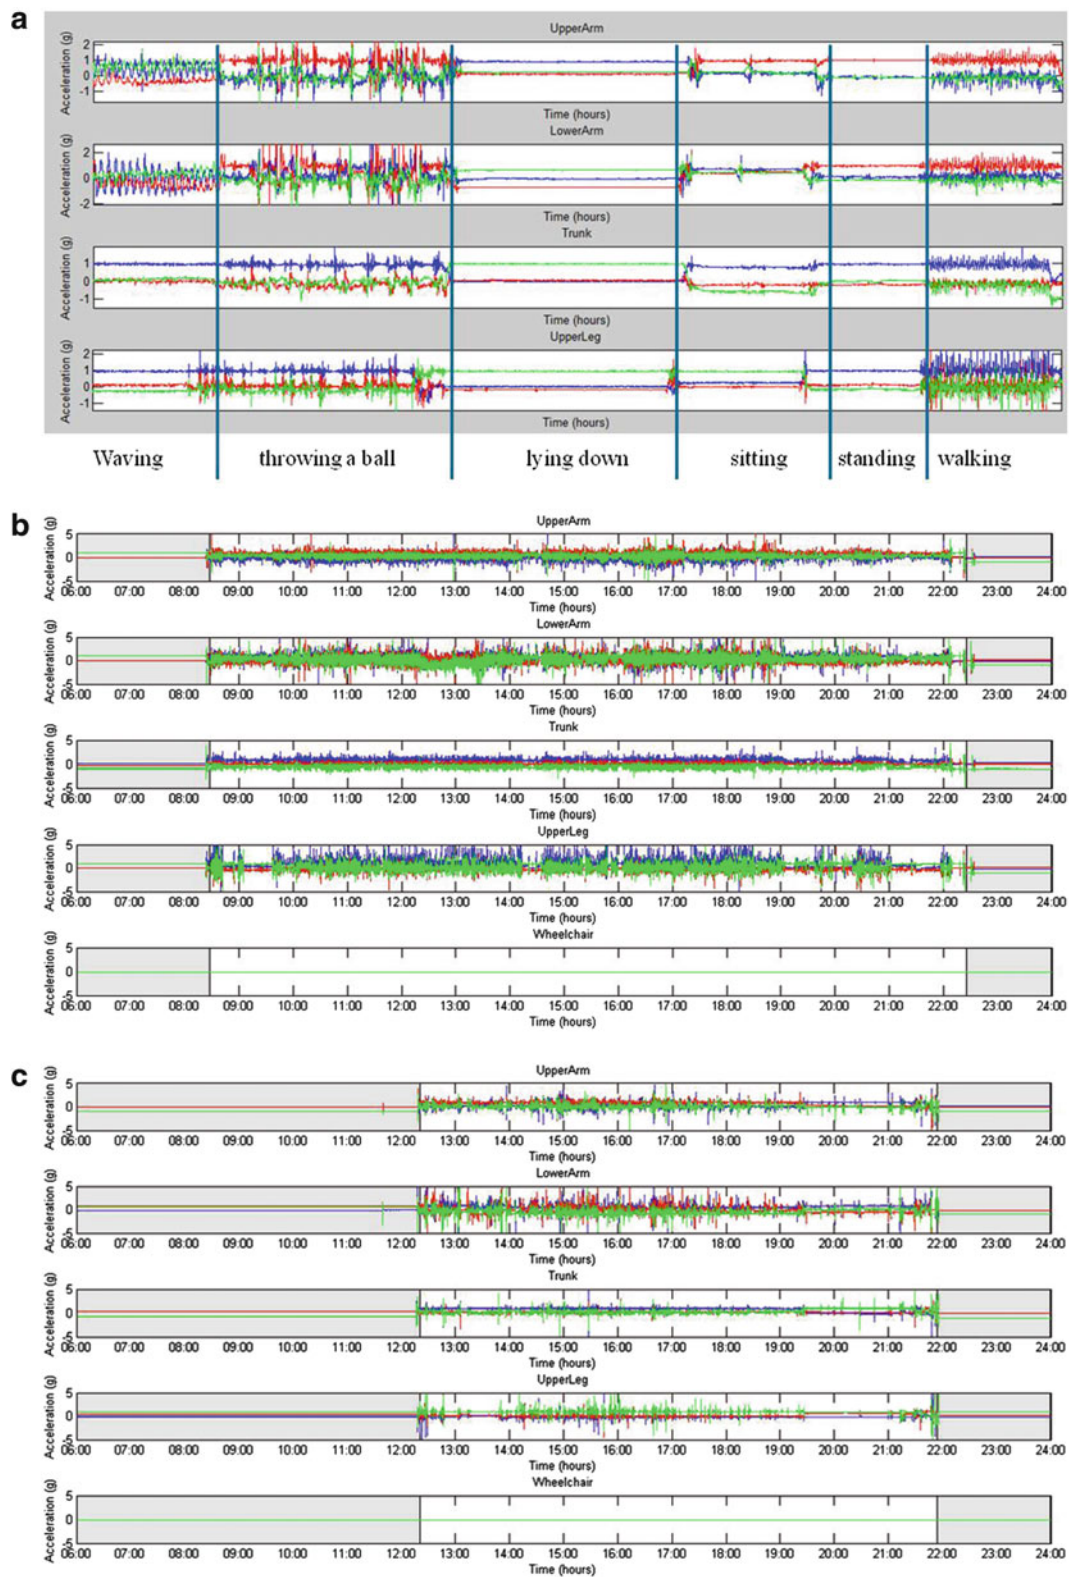 a
UpperArm
Acceleration (g)
2
1
0
-1
Time (hours)
LowerArm
Acceleration (g)
2
0
-2
Time (hours)
Trunk
Acceleration (g)
1
0
-1
Time (hours)
UpperLeg
Acceleration (g)
2
1
0
-1
Time (hours)
Waving throwing a ball lying down sitting standing walking
b
UpperArm
Acceleration (g)
5
0
-5
06:00 07:00 08:00 09:00 10:00 11:00 12:00 13:00 14:00 15:00 16:00 17:00 18:00 19:00 20:00 21:00 22:00 23:00 24:00
Time (hours)
LowerArm
Acceleration (g)
5
0
-5
06:00 07:00 08:00 09:00 10:00 11:00 12:00 13:00 14:00 15:00 16:00 17:00 18:00 19:00 20:00 21:00 22:00 23:00 24:00
Time (hours)
Trunk
Acceleration (g)
5
0
-5
06:00 07:00 08:00 09:00 10:00 11:00 12:00 13:00 14:00 15:00 16:00 17:00 18:00 19:00 20:00 21:00 22:00 23:00 24:00
Time (hours)
UpperLeg
Acceleration (g)
5
0
-5
06:00 07:00 08:00 09:00 10:00 11:00 12:00 13:00 14:00 15:00 16:00 17:00 18:00 19:00 20:00 21:00 22:00 23:00 24:00
Time (hours)
Wheelchair
Acceleration (g)
5
0
-5
06:00 07:00 08:00 09:00 10:00 11:00 12:00 13:00 14:00 15:00 16:00 17:00 18:00 19:00 20:00 21:00 22:00 23:00 24:00
Time (hours)
c
UpperArm
Acceleration (g)
5
0
-5
06:00 07:00 08:00 09:00 10:00 11:00 12:00 13:00 14:00 15:00 16:00 17:00 18:00 19:00 20:00 21:00 22:00 23:00 24:00
Time (hours)
LowerArm
Acceleration (g)
5
0
-5
06:00 07:00 08:00 09:00 10:00 11:00 12:00 13:00 14:00 15:00 16:00 17:00 18:00 19:00 20:00 21:00 22:00 23:00 24:00
Time (hours)
Trunk
Acceleration (g)
5
0
-5
06:00 07:00 08:00 09:00 10:00 11:00 12:00 13:00 14:00 15:00 16:00 17:00 18:00 19:00 20:00 21:00 22:00 23:00 24:00
Time (hours)
UpperLeg
Acceleration (g)
5
0
-5
06:00 07:00 08:00 09:00 10:00 11:00 12:00 13:00 14:00 15:00 16:00 17:00 18:00 19:00 20:00 21:00 22:00 23:00 24:00
Time (hours)
Wheelchair
Acceleration (g)
5
0
-5
06:00 07:00 08:00 09:00 10:00 11:00 12:00 13:00 14:00 15:00 16:00 17:00 18:00 19:00 20:00 21:00 22:00 23:00 24:00
Time (hours)